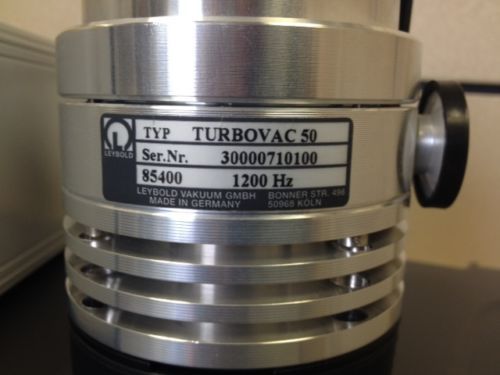 LEYBOLD
TYP TURBOVAC 50
Ser.Nr. 30000710100
85400 1200 Hz
LEYBOLD VAKUUM GMBH BONNER STR. 498
MADE IN GERMANY 50968 KÖLN